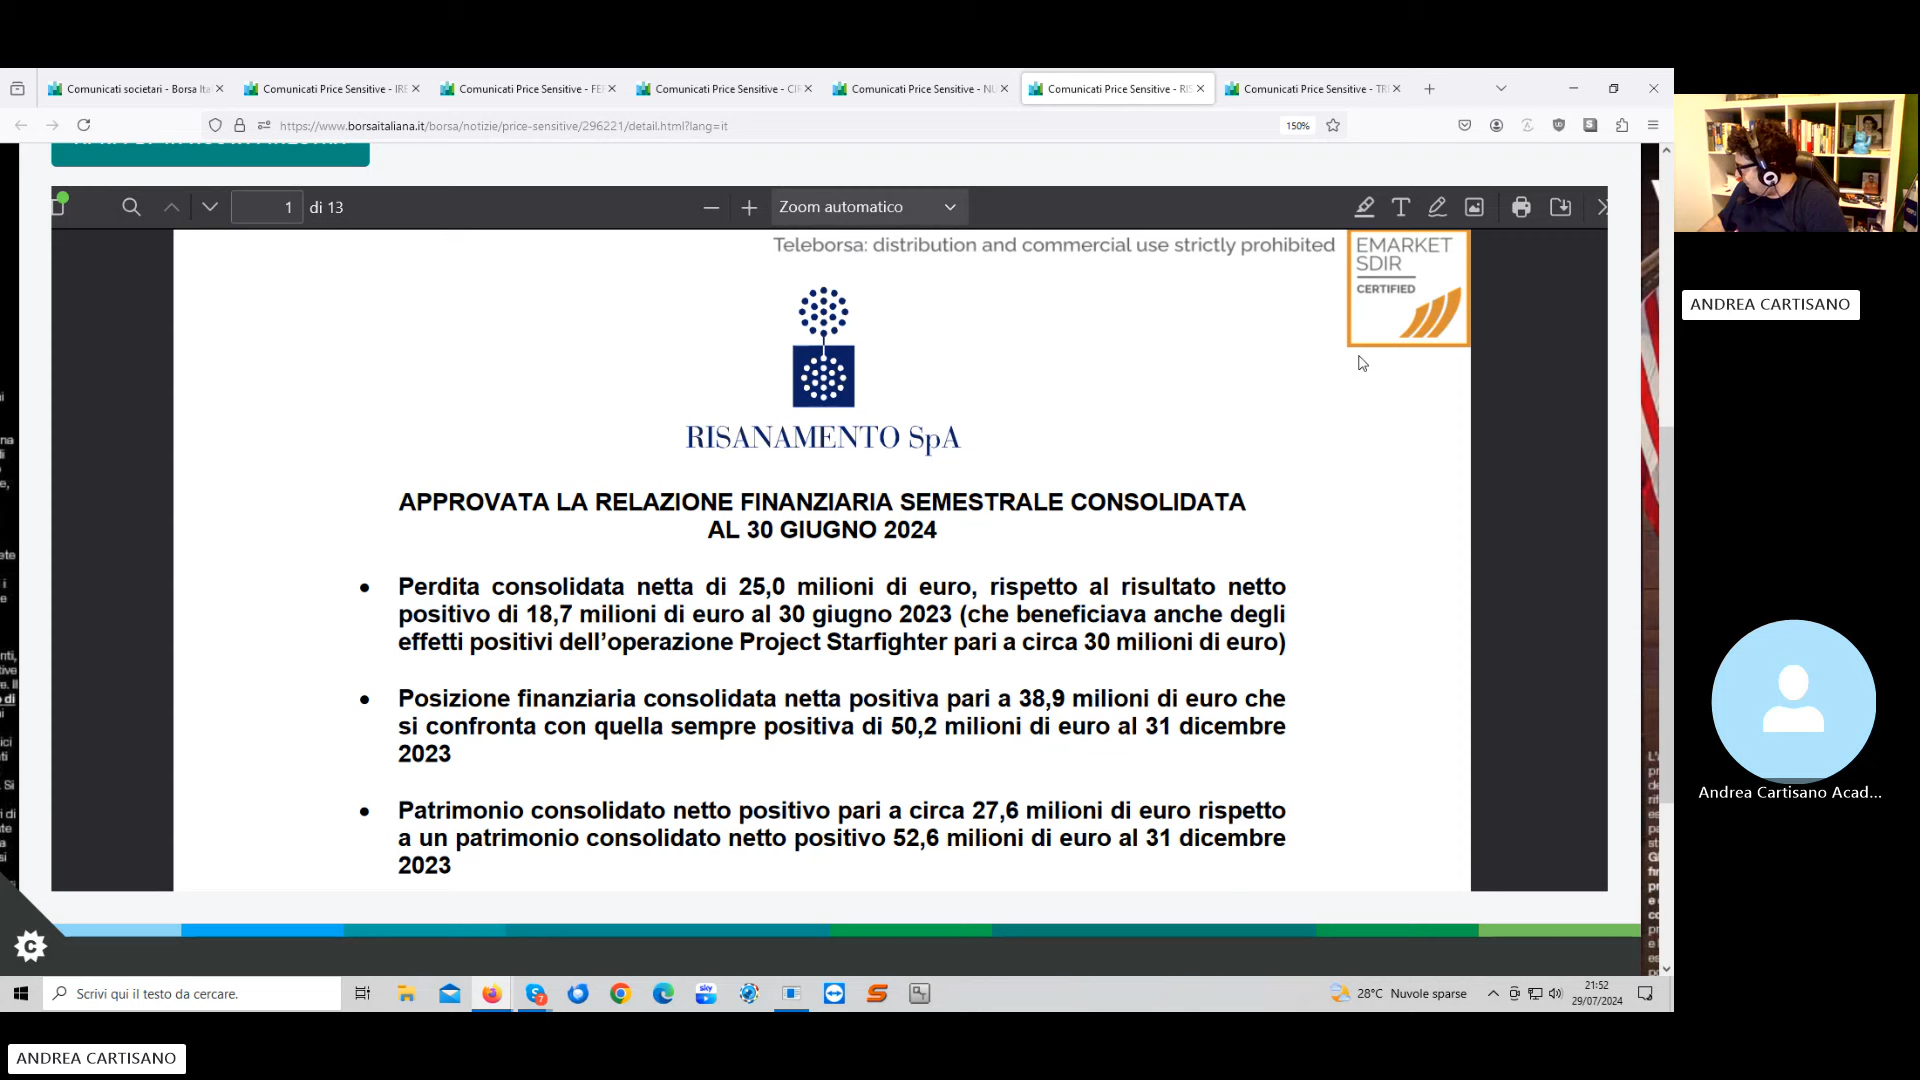 Comunicati societari - Borsa Ita
Comunicati Price Sensitive - IRE
Comunicati Price Sensitive - FER
Comunicati Price Sensitive - CIR
Comunicati Price Sensitive - NU
Comunicati Price Sensitive - RIS
Comunicati Price Sensitive - TRE
https://www.borsaitaliana.it/borsa/notizie/price-sensitive/296221/detail.html?lang=it
150%
1 di 13
Zoom automatico
Teleborsa: distribution and commercial use strictly prohibited
EMARKET
SDIR
CERTIFIED
RISANAMENTO SpA
APPROVATA LA RELAZIONE FINANZIARIA SEMESTRALE CONSOLIDATA
AL 30 GIUGNO 2024
• Perdita consolidata netta di 25,0 milioni di euro, rispetto al risultato netto
positivo di 18,7 milioni di euro al 30 giugno 2023 (che beneficiava anche degli
effetti positivi dell'operazione Project Starfighter pari a circa 30 milioni di euro)
• Posizione finanziaria consolidata netta positiva pari a 38,9 milioni di euro che
si confronta con quella sempre positiva di 50,2 milioni di euro al 31 dicembre
2023
• Patrimonio consolidato netto positivo pari a circa 27,6 milioni di euro rispetto
a un patrimonio consolidato netto positivo 52,6 milioni di euro al 31 dicembre
2023
Scrivi qui il testo da cercare.
sky
28°C Nuvole sparse
21:52
29/07/2024
ANDREA CARTISANO
Andrea Cartisano Acad...
ANDREA CARTISANO